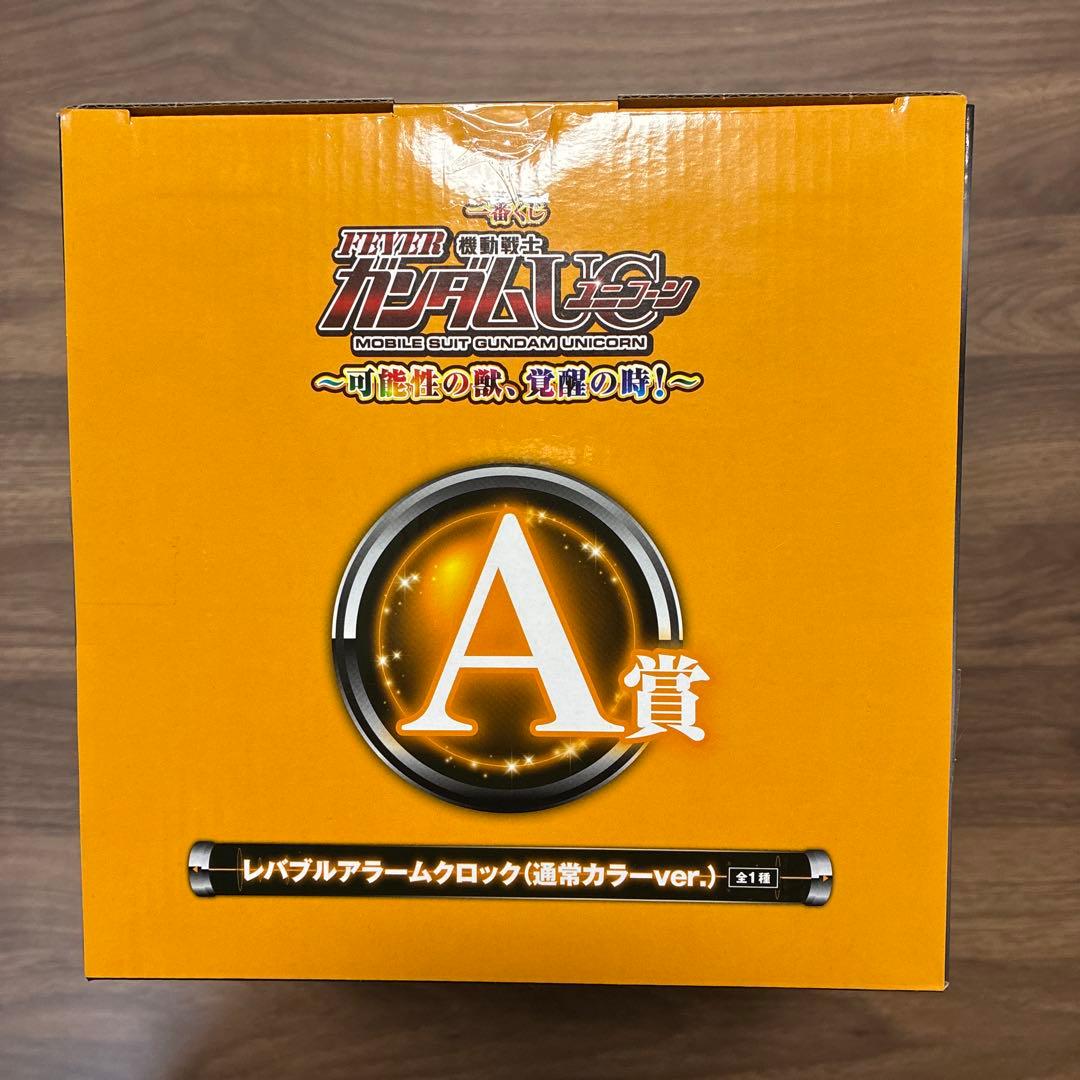 一番くじ
FEVER 機動戦士
ガンダムUC ユニコーン
MOBILE SUIT GUNDAM UNICORN
～可能性の獣、覚醒の時!～
A賞
レバブルアラームクロック(通常カラーver.) 全1種